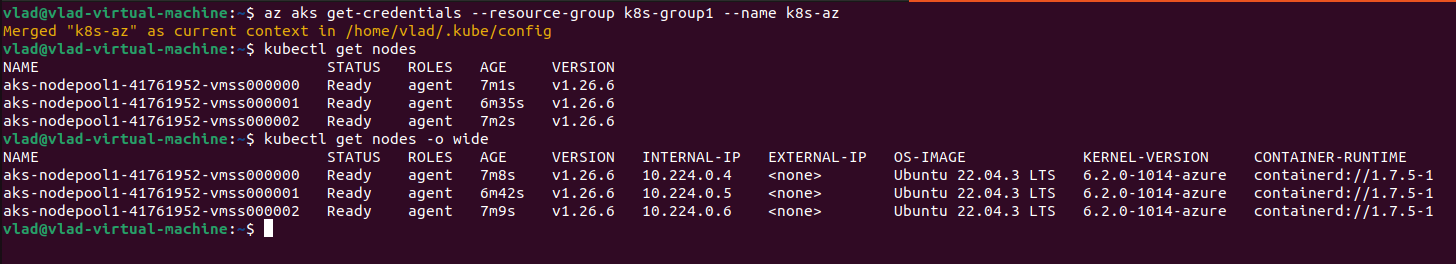 vlad@vlad-virtual-machine:~$ az aks get-credentials --resource-group k8s-group1 --name k8s-az
Merged "k8s-az" as current context in /home/vlad/.kube/config
vlad@vlad-virtual-machine:~$ kubectl get nodes
NAME                                STATUS   ROLES   AGE     VERSION
aks-nodepool1-41761952-vmss000000   Ready    agent   7m1s    v1.26.6
aks-nodepool1-41761952-vmss000001   Ready    agent   6m35s   v1.26.6
aks-nodepool1-41761952-vmss000002   Ready    agent   7m2s    v1.26.6
vlad@vlad-virtual-machine:~$ kubectl get nodes -o wide
NAME                                STATUS   ROLES   AGE     VERSION   INTERNAL-IP   EXTERNAL-IP   OS-IMAGE             KERNEL-VERSION      CONTAINER-RUNTIME
aks-nodepool1-41761952-vmss000000   Ready    agent   7m8s    v1.26.6   10.224.0.4    <none>        Ubuntu 22.04.3 LTS   6.2.0-1014-azure   containerd://1.7.5-1
aks-nodepool1-41761952-vmss000001   Ready    agent   6m42s   v1.26.6   10.224.0.5    <none>        Ubuntu 22.04.3 LTS   6.2.0-1014-azure   containerd://1.7.5-1
aks-nodepool1-41761952-vmss000002   Ready    agent   7m9s    v1.26.6   10.224.0.6    <none>        Ubuntu 22.04.3 LTS   6.2.0-1014-azure   containerd://1.7.5-1
vlad@vlad-virtual-machine:~$